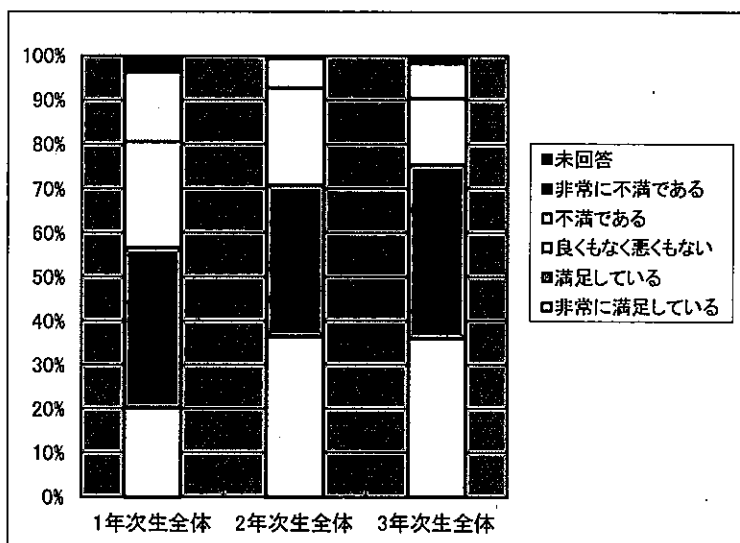 100%
90%
80%
70%
60%
50%
40%
30%
20%
10%
0%
1年次生全体 2年次生全体 3年次生全体
■未回答
■非常に不満である
□不満である
□良くもなく悪くもない
■満足している
□非常に満足している